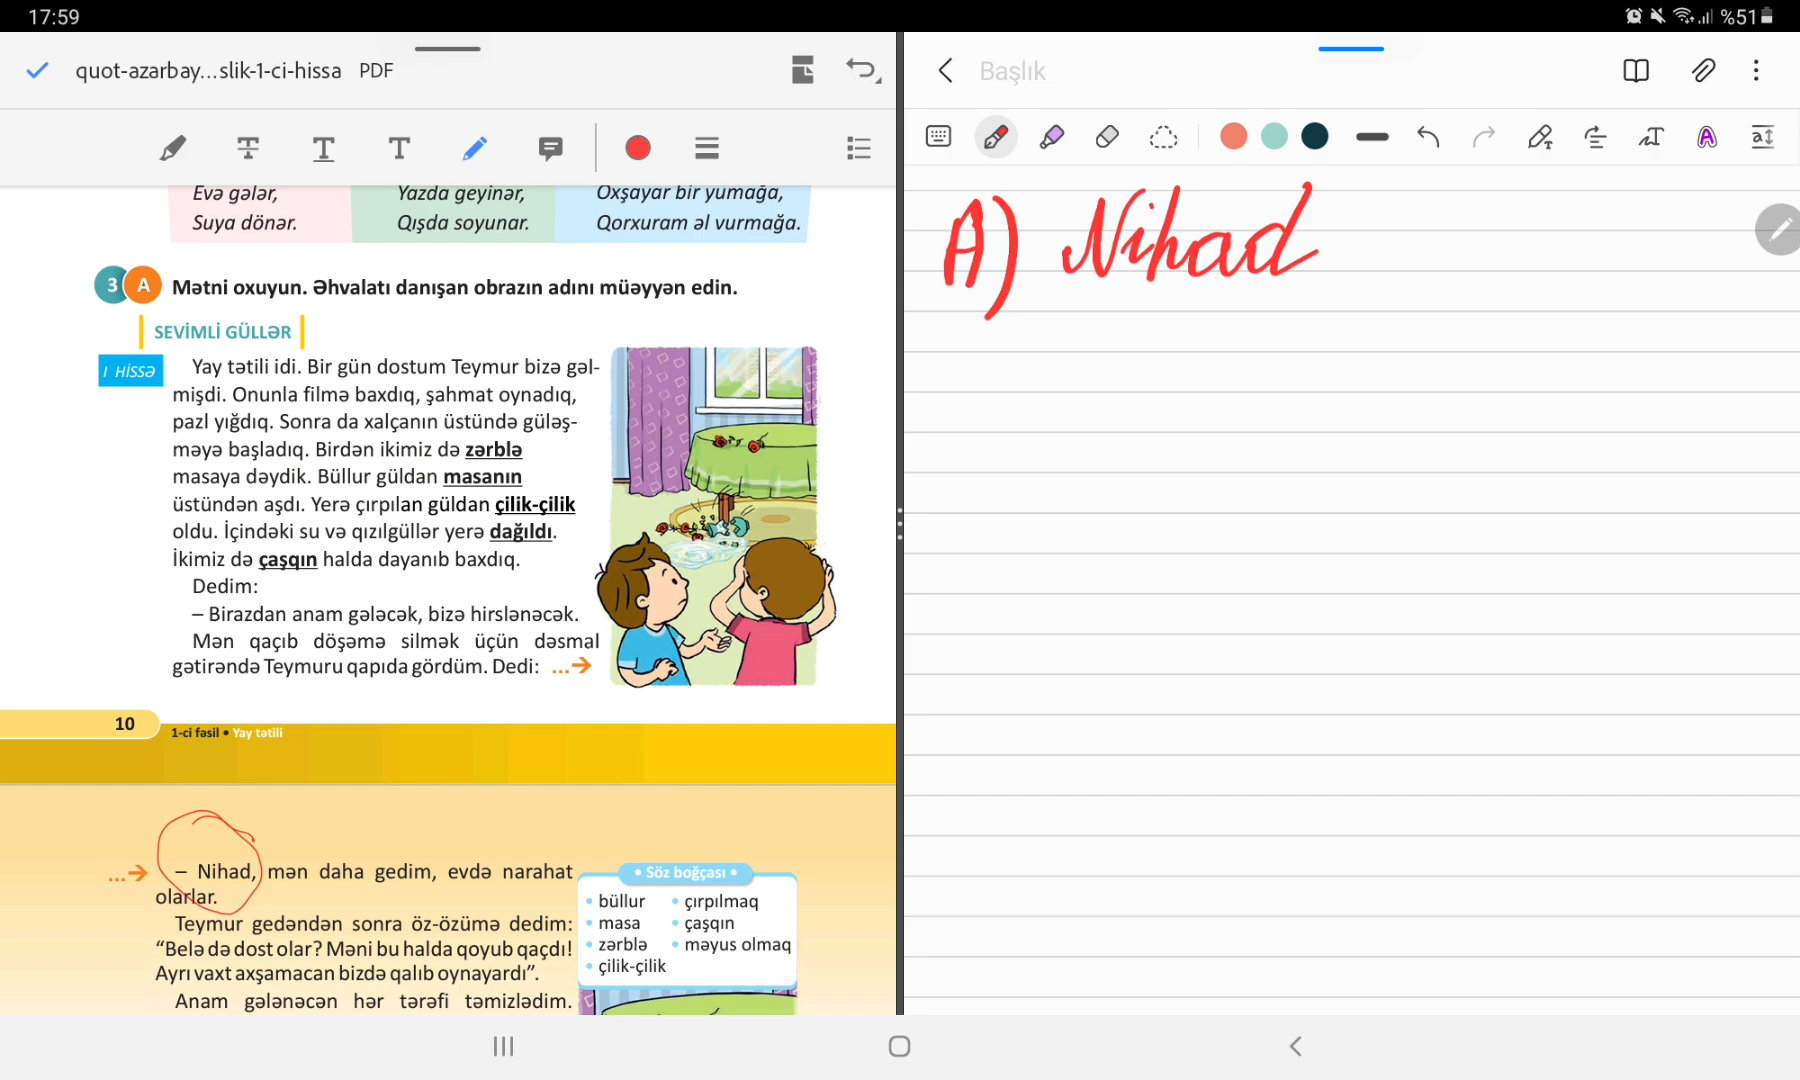 17:59
%51
quot-azarbay...slik-1-ci-hissa PDF
Evə gələr,
Suya dönər.
Yazda geyinər,
Qışda soyunar.
Oxşayar bir yumağa,
Qorxuram əl vurmağa.
3 A Mətni oxuyun. Əhvalatı danışan obrazın adını müəyyən edin.
SEVİMLİ GÜLLƏR
I HİSSƏ
Yay tətili idi. Bir gün dostum Teymur bizə gəl-
mişdi. Onunla filmə baxdıq, şahmat oynadıq,
pazl yığdıq. Sonra da xalçanın üstündə güləş-
məyə başladıq. Birdən ikimiz də zərblə
masaya dəydik. Büllur güldan masanın
üstündən aşdı. Yerə çırpılan güldan çilik-çilik
oldu. İçindəki su və qızılgüllər yerə dağıldı.
İkimiz də çaşqın halda dayanıb baxdıq.
Dedim:
– Birazdan anam gələcək, bizə hirslənəcək.
Mən qaçıb döşəmə silmək üçün dəsmal
gətirəndə Teymuru qapıda gördüm. Dedi: ...→
10
1-ci fəsil • Yay tətili
...→ – Nihad, mən daha gedim, evdə narahat
olarlar.
Teymur gedəndən sonra öz-özümə dedim:
“Belə də dost olar? Məni bu halda qoyub qaçdı!
Ayrı vaxt axşamacan bizdə qalıb oynayardı”.
Anam gələnəcən hər tərəfi təmizlədim.
• Söz boğçası •
• büllur
• masa
• zərblə
• çilik-çilik
• çırpılmaq
• çaşqın
• məyus olmaq
Başlık
A) Nihad